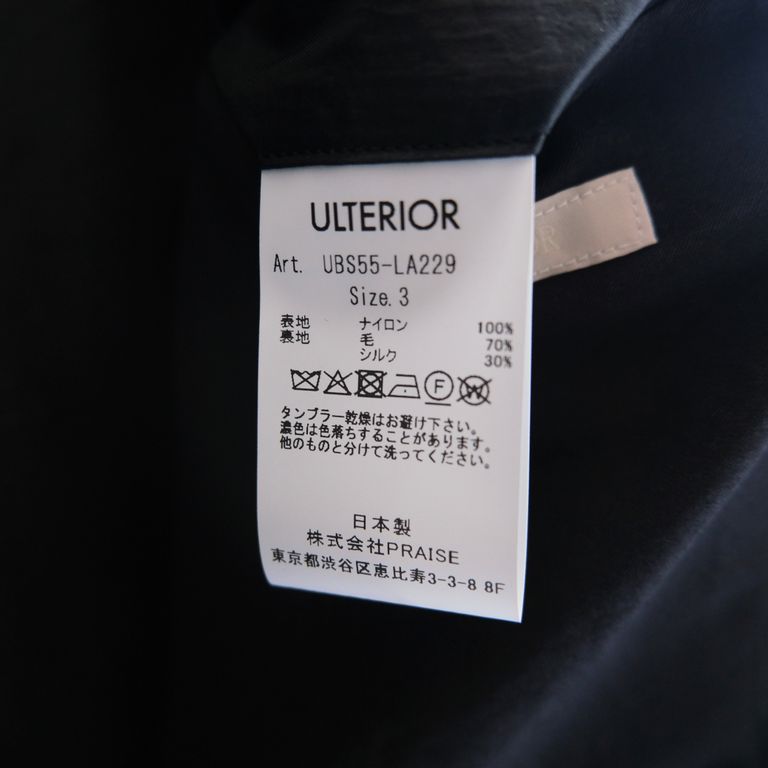 ULTERIOR
Art. UBS55-LA229
Size.3
表地 ナイロン 100%
裏地 毛 70%
シルク 30%
F W
タンブラー乾燥はお避け下さい。
濃色は色落ちすることがあります。
他のものと分けて洗ってください。
日本製
株式会社PRAISE
東京都渋谷区恵比寿3-3-8 8F